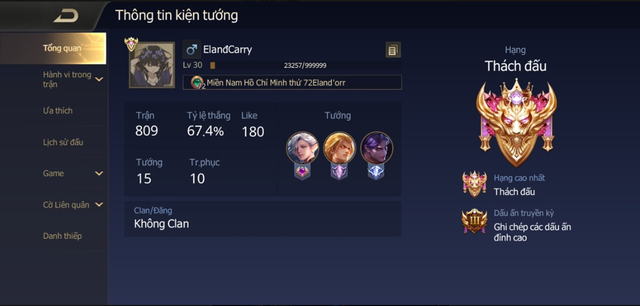 Thông tin kiện tướng
Tổng quan
Hành vi trong trận
Ưa thích
Lịch sử đấu
Game
Cờ Liên quân
Danh thiếp
ElanđCarry
Lv 30
23257/999999
2
Miền Nam Hồ Chí Minh thứ 72Eland'orr
Trận
Tỷ lệ thắng
Like
809
67.4%
180
Tướng
Tr.phục
15
10
Tướng
Clan/Đảng
Không Clan
Hạng
Thách đấu
Hạng cao nhất
Thách đấu
III
Dấu ấn truyền kỳ
Ghi chép các dấu ấn
đỉnh cao